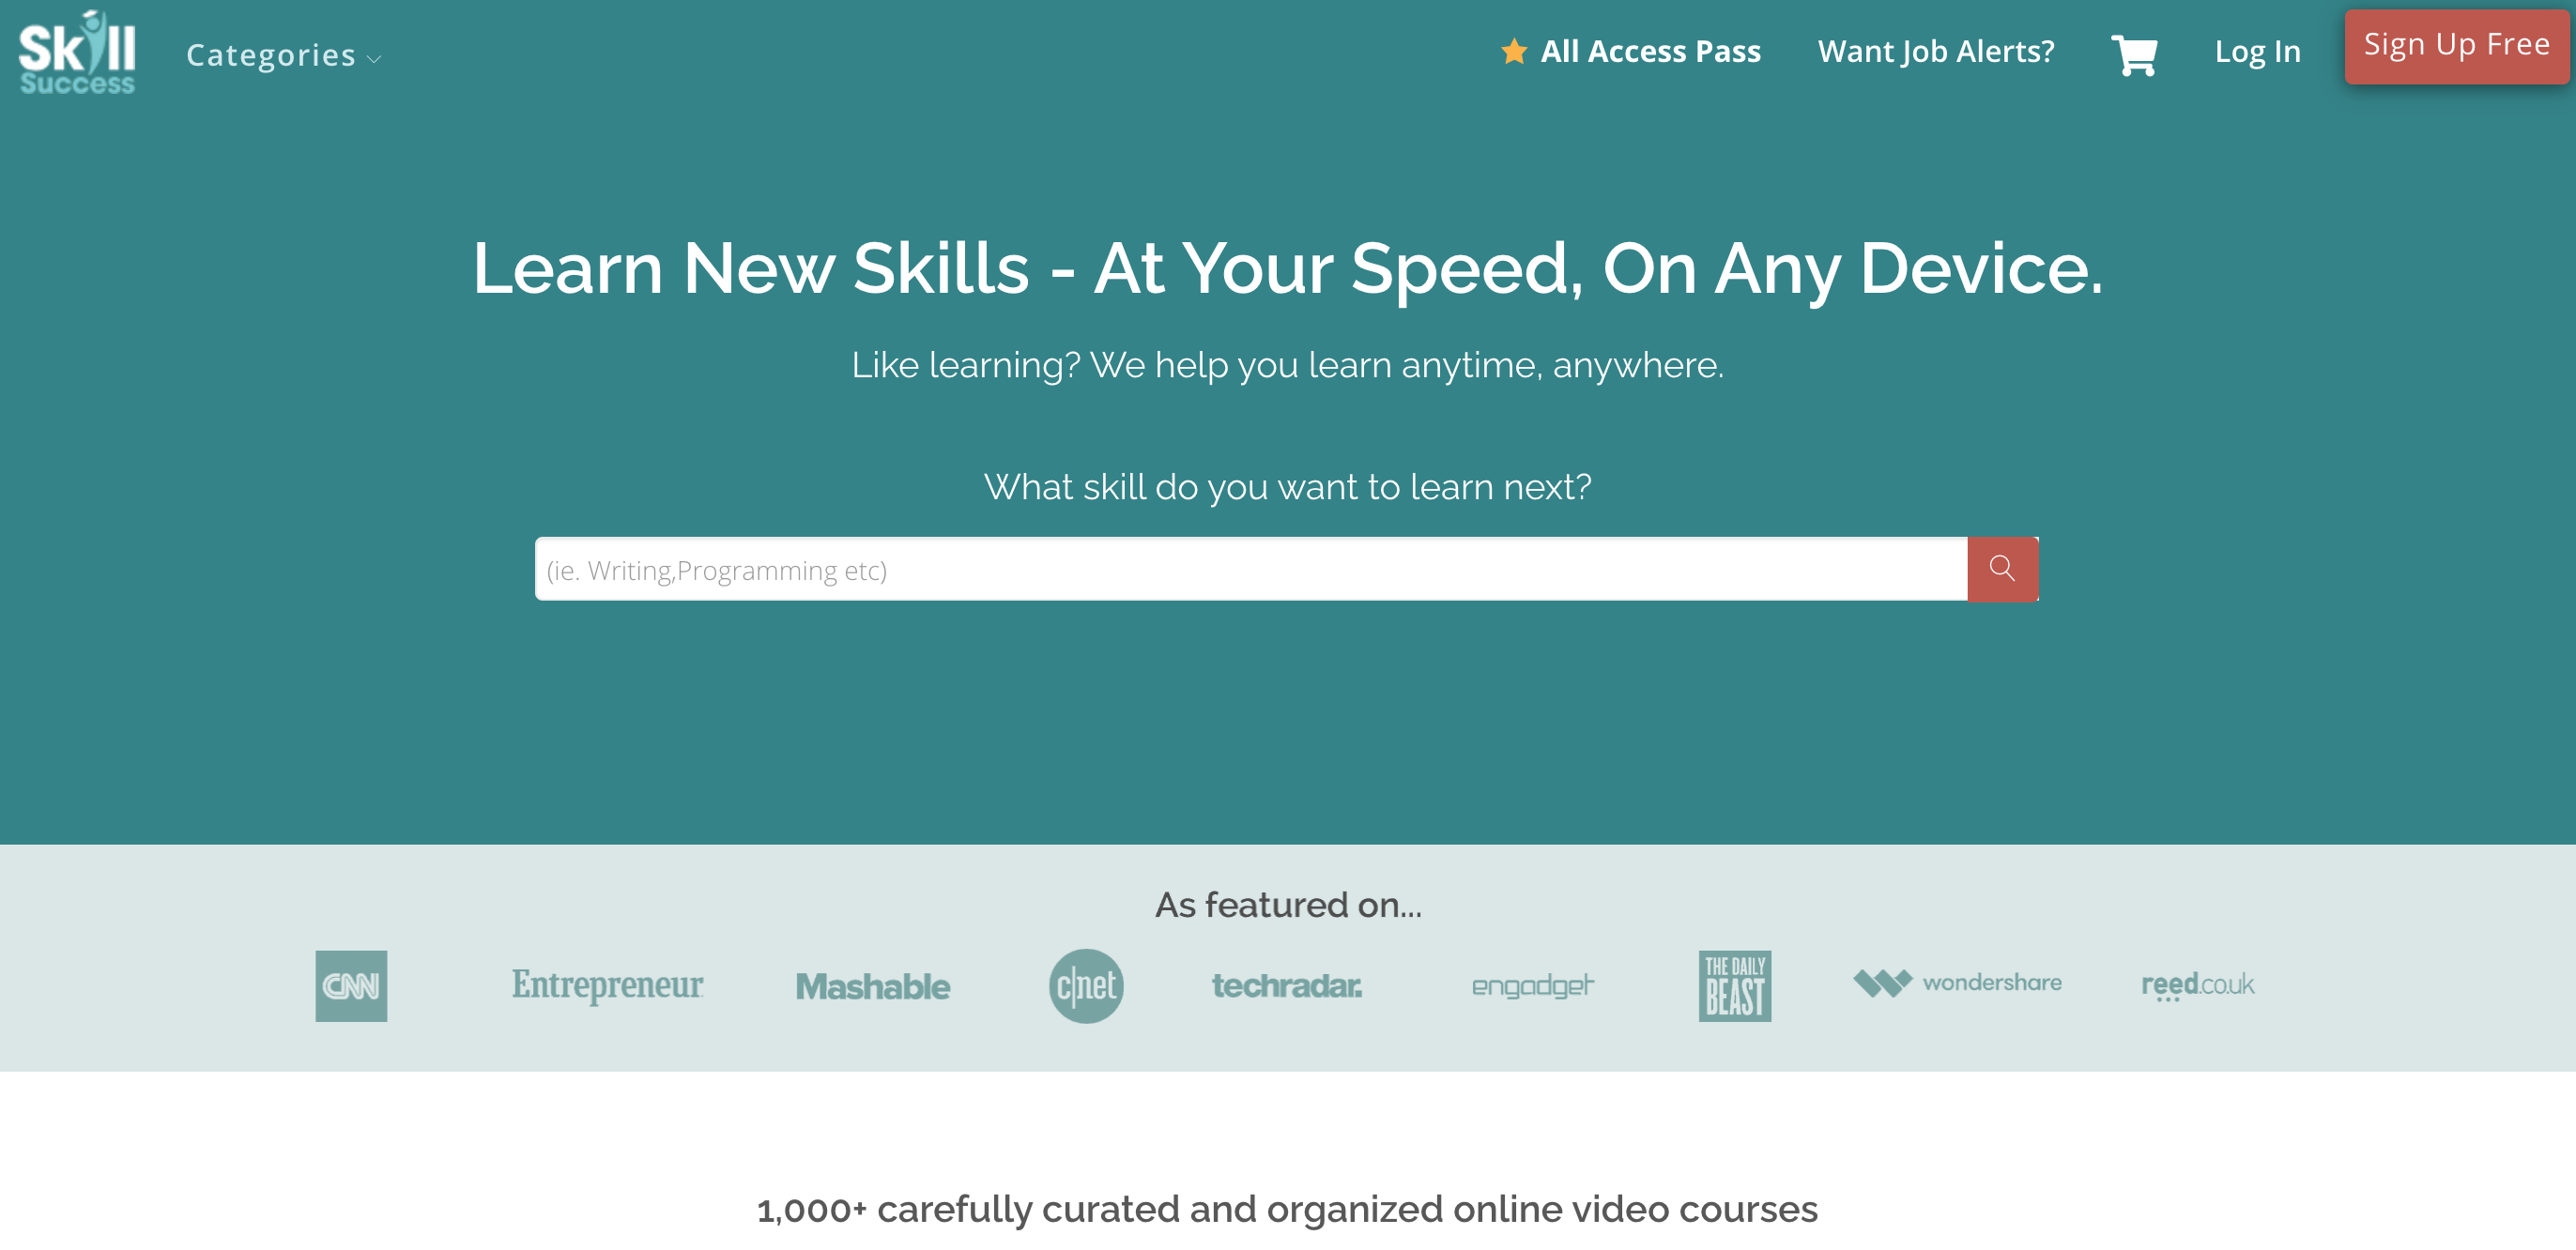 Skill
Success
Categories
All Access Pass
Want Job Alerts?
Log In
Sign Up Free
Learn New Skills - At Your Speed, On Any Device.
Like learning? We help you learn anytime, anywhere.
What skill do you want to learn next?
(ie. Writing,Programming etc)
As featured on...
CNN
Entrepreneur
Mashable
c|net
techradar.
engadget
THE DAILY
BEAST
wondershare
reed.co.uk
1,000+ carefully curated and organized online video courses